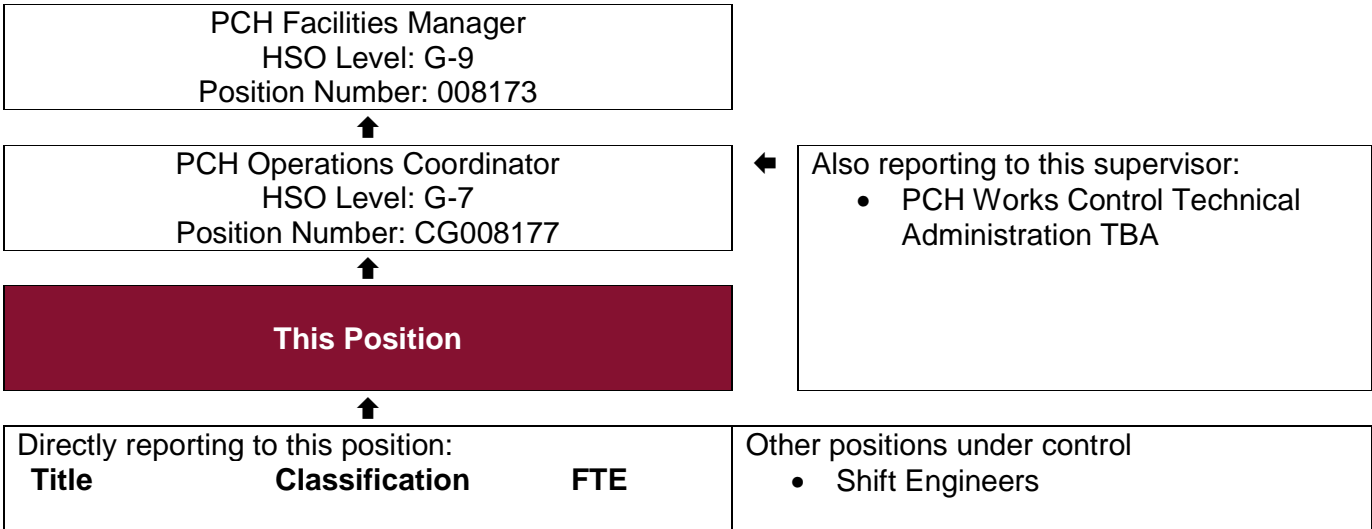 PCH Facilities Manager
HSO Level: G-9
Position Number: 008173
PCH Operations Coordinator
HSO Level: G-7
Position Number: CG008177
Also reporting to this supervisor:
• PCH Works Control Technical
Administration TBA
This Position
Directly reporting to this position:
Title Classification FTE
Other positions under control
• Shift Engineers